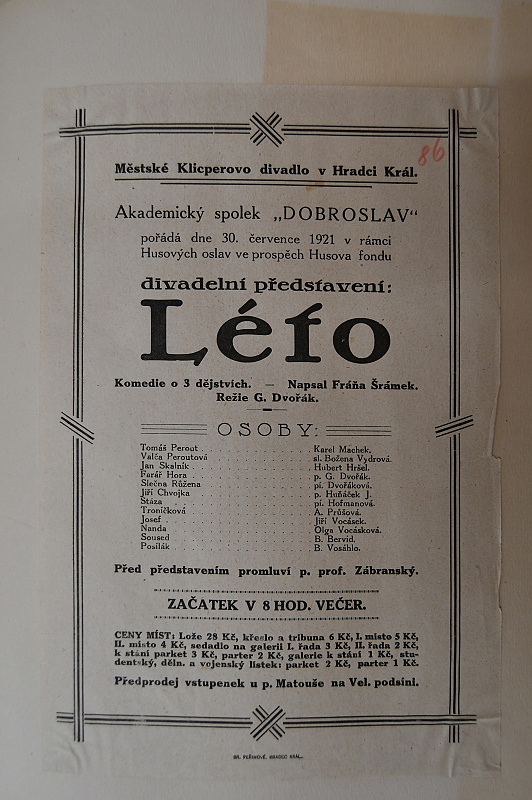 86
Městské Klicperovo divadlo v Hradci Král.
Akademický spolek „DOBROSLAV“
pořádá dne 30. července 1921 v rámci
Husových oslav ve prospěch Husova fondu
divadelní představení:
Léto
Komedie o 3 dějstvích. — Napsal Fráňa Šrámek.
Režie G. Dvořák.
OSOBY:
Tomáš Perout . . . . . . . . . . Karel Machek.
Valča Peroutová . . . . . . . . . . sl. Božena Vydrová.
Jan Skalník . . . . . . . . . . Hubert Hršel.
Farář Hora . . . . . . . . . . p. G. Dvořák.
Slečna Růžena . . . . . . . . . . pí. Dvořáková.
Jiří Chvojka . . . . . . . . . . p. Huňáček J.
Stáza . . . . . . . . . . pí. Hofmanová.
Troníčková . . . . . . . . . . A. Průšová.
Josef . . . . . . . . . . Jiří Vocásek.
Nanda . . . . . . . . . . Olga Vocásková.
Soused . . . . . . . . . . B. Bervid.
Posilák . . . . . . . . . . B. Vosáhlo.
Před představením promluví p. prof. Zábranský.
ZAČATEK V 8 HOD. VEČER.
CENY MÍST: Lože 28 Kč, křeslo a tribuna 6 Kč, I. místo 5 Kč,
II. místo 4 Kč, sedadlo na galerii I. řada 3 Kč, II. řada 2 Kč,
k stání parket 3 Kč, parter 2 Kč, galerie k stání 1 Kč, stu-
dentský, děln. a vojenský lístek: parket 2 Kč, parter 1 Kč.
Předprodej vstupenek u p. Matouše na Vel. podsíni.
BR. PEŘINOVÉ, HRADEC KRÁL.